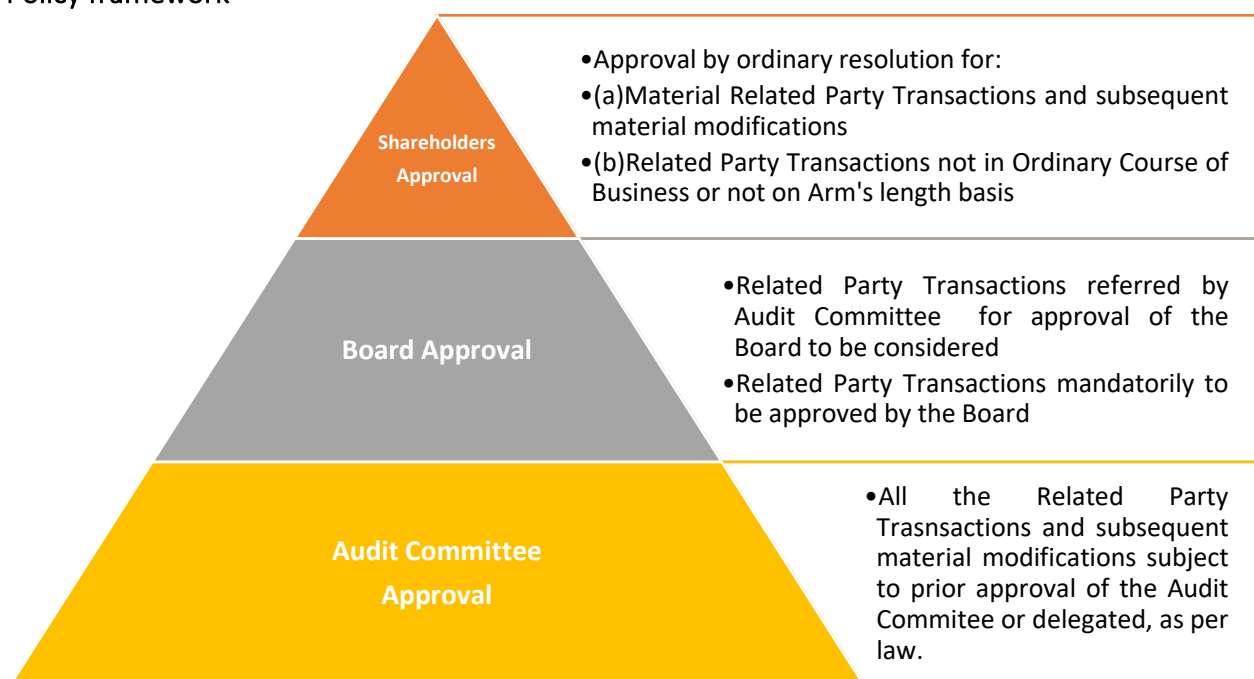 Policy framework
Shareholders
Approval
•Approval by ordinary resolution for:
•(a)Material Related Party Transactions and subsequent
material modifications
•(b)Related Party Transactions not in Ordinary Course of
Business or not on Arm's length basis
Board Approval
•Related Party Transactions referred by
Audit Committee for approval of the
Board to be considered
•Related Party Transactions mandatorily to
be approved by the Board
Audit Committee
Approval
•All the Related Party
Trasnsactions and subsequent
material modifications subject
to prior approval of the Audit
Commitee or delegated, as per
law.